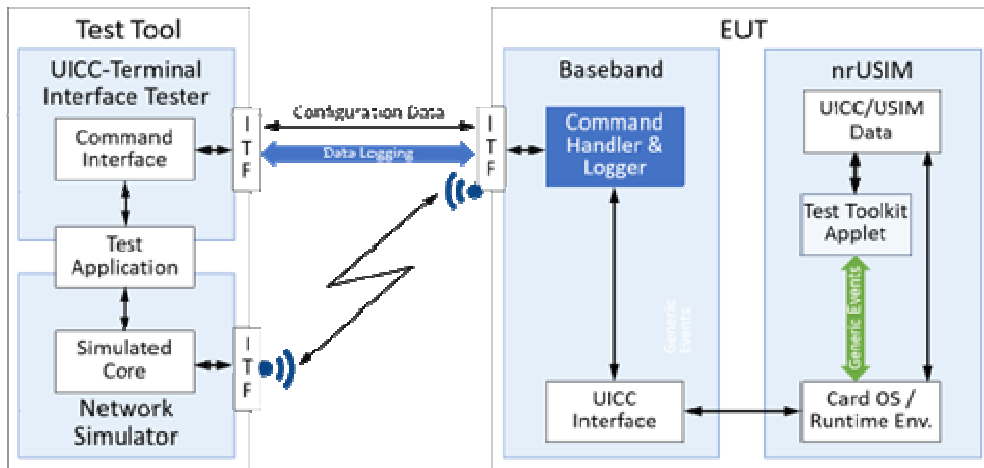 Test Tool
UICC-Terminal
Interface Tester
Command
Interface
Test
Application
Simulated
Core
Network
Simulator
I
T
F
I
T
F
Configuration Data
Data Logging
I
T
F
EUT
Baseband
Command
Handler &
Logger
Generic
Events
UICC
Interface
nrUSIM
UICC/USIM
Data
Test Toolkit
Applet
Generic Events
Card OS /
Runtime Env.